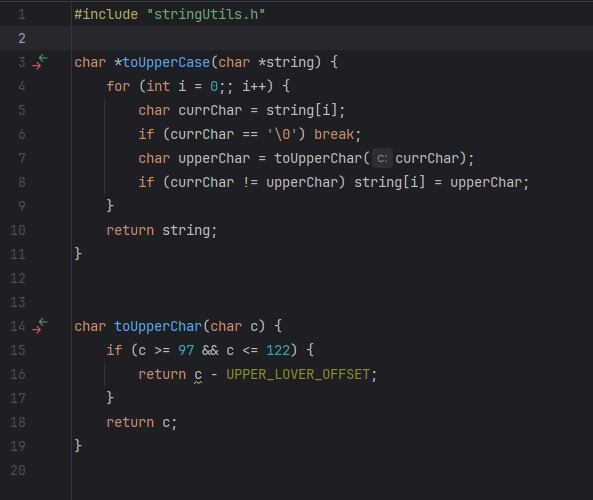 1 #include "stringUtils.h"
2
3 char *toUpperCase(char *string) {
4 for (int i = 0;; i++) {
5 char currChar = string[i];
6 if (currChar == '\0') break;
7 char upperChar = toUpperChar( c: currChar);
8 if (currChar != upperChar) string[i] = upperChar;
9 }
10 return string;
11 }
12
13
14 char toUpperChar(char c) {
15 if (c >= 97 && c <= 122) {
16 return c - UPPER_LOVER_OFFSET;
17 }
18 return c;
19 }
20